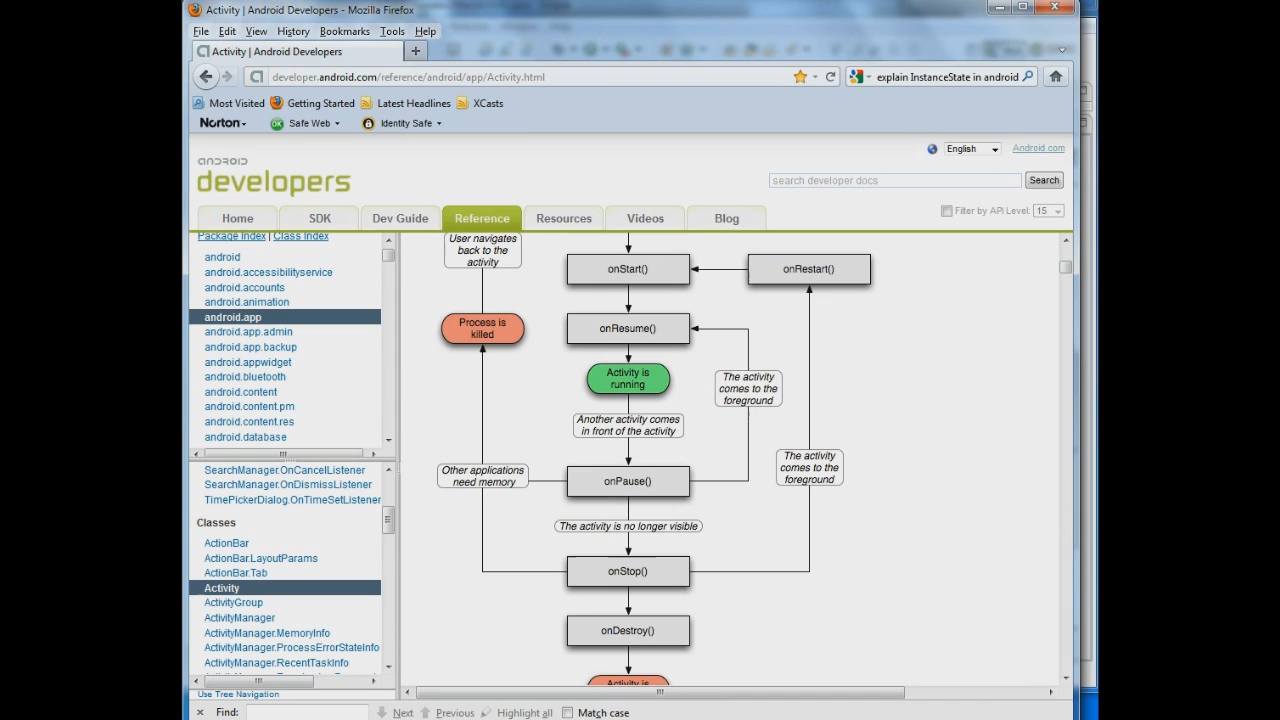 Activity | Android Developers - Mozilla Firefox
File Edit View History Bookmarks Tools Help
Activity | Android Developers
developer.android.com/reference/android/app/Activity.html
explain InstanceState in android
Most Visited Getting Started Latest Headlines XCasts
Norton Safe Web Identity Safe
English Android.com
android
developers
search developer docs Search
Home SDK Dev Guide Reference Resources Videos Blog
Filter by API Level: 15
Package Index | Class Index
android
android.accessibilityservice
android.accounts
android.animation
android.app
android.app.admin
android.app.backup
android.appwidget
android.bluetooth
android.content
android.content.pm
android.content.res
android.database
SearchManager.OnCancelListener
SearchManager.OnDismissListener
TimePickerDialog.OnTimeSetListener
Classes
ActionBar
ActionBar.LayoutParams
ActionBar.Tab
Activity
ActivityGroup
ActivityManager
ActivityManager.MemoryInfo
ActivityManager.ProcessErrorStateInfo
ActivityManager.RecentTaskInfo
Use Tree Navigation
User navigates
back to the
activity
onStart()
onRestart()
Process is
killed
onResume()
Activity is
running
The activity
comes to the
foreground
Another activity comes
in front of the activity
The activity
comes to the
foreground
Other applications
need memory
onPause()
The activity is no longer visible
onStop()
onDestroy()
Activity is
Find: Next Previous Highlight all Match case